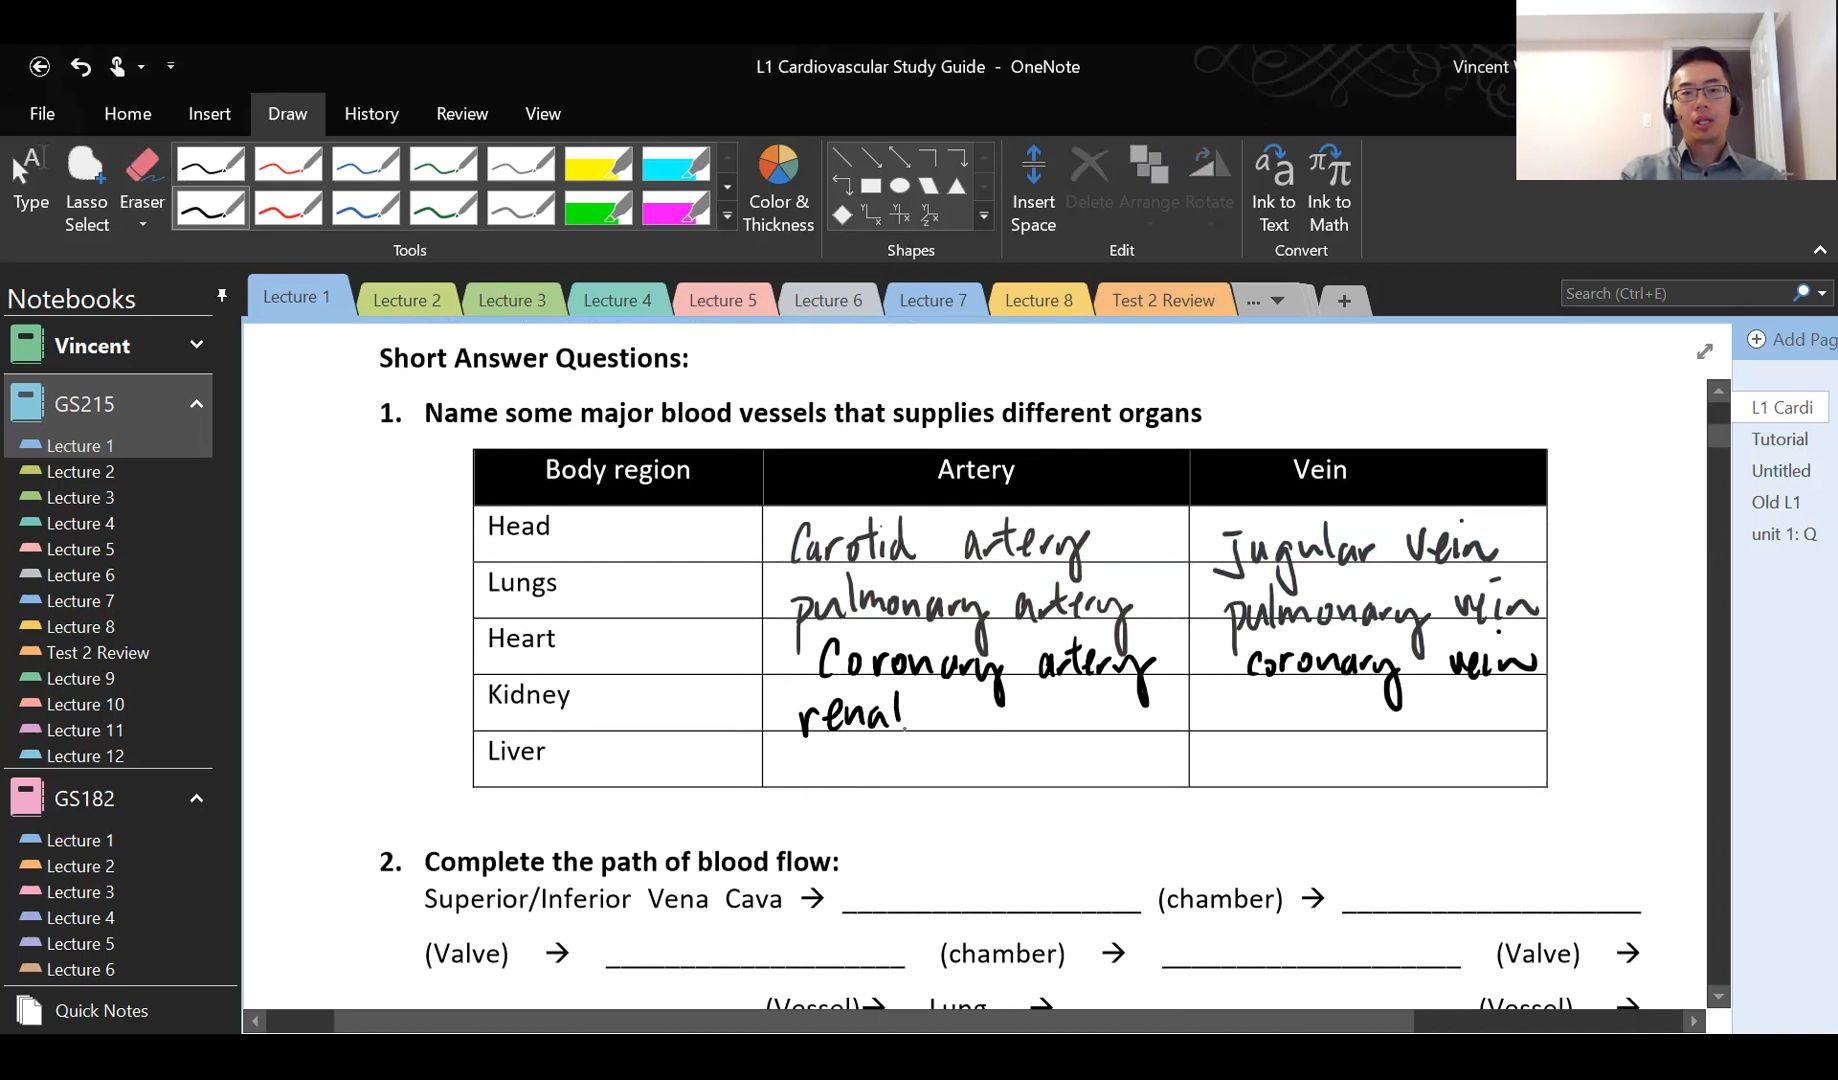 L1 Cardiovascular Study Guide - OneNote
Vincent
File Home Insert Draw History Review View
Type
Lasso Select
Eraser
Color & Thickness
Insert Space
Delete
Arrange
Rotate
Ink to Text
Ink to Math
Tools Shapes Edit Convert
Notebooks
Lecture 1 Lecture 2 Lecture 3 Lecture 4 Lecture 5 Lecture 6 Lecture 7 Lecture 8 Test 2 Review ...
Search (Ctrl+E)
Vincent
GS215
Lecture 1
Lecture 2
Lecture 3
Lecture 4
Lecture 5
Lecture 6
Lecture 7
Lecture 8
Test 2 Review
Lecture 9
Lecture 10
Lecture 11
Lecture 12
GS182
Lecture 1
Lecture 2
Lecture 3
Lecture 4
Lecture 5
Lecture 6
Quick Notes
Short Answer Questions:
1. Name some major blood vessels that supplies different organs
Body region Artery Vein
Head Carotid artery Jugular vein
Lungs pulmonary artery pulmonary vein
Heart Coronary artery coronary vein
Kidney renal
Liver
2. Complete the path of blood flow:
Superior/Inferior Vena Cava → ____________________ (chamber) → ____________________
(Valve) → ____________________ (chamber) → ____________________ (Valve) →
(Vessel)→ Lung → (Vessel) →
Add Pag
L1 Cardi
Tutorial
Untitled
Old L1
unit 1: Q